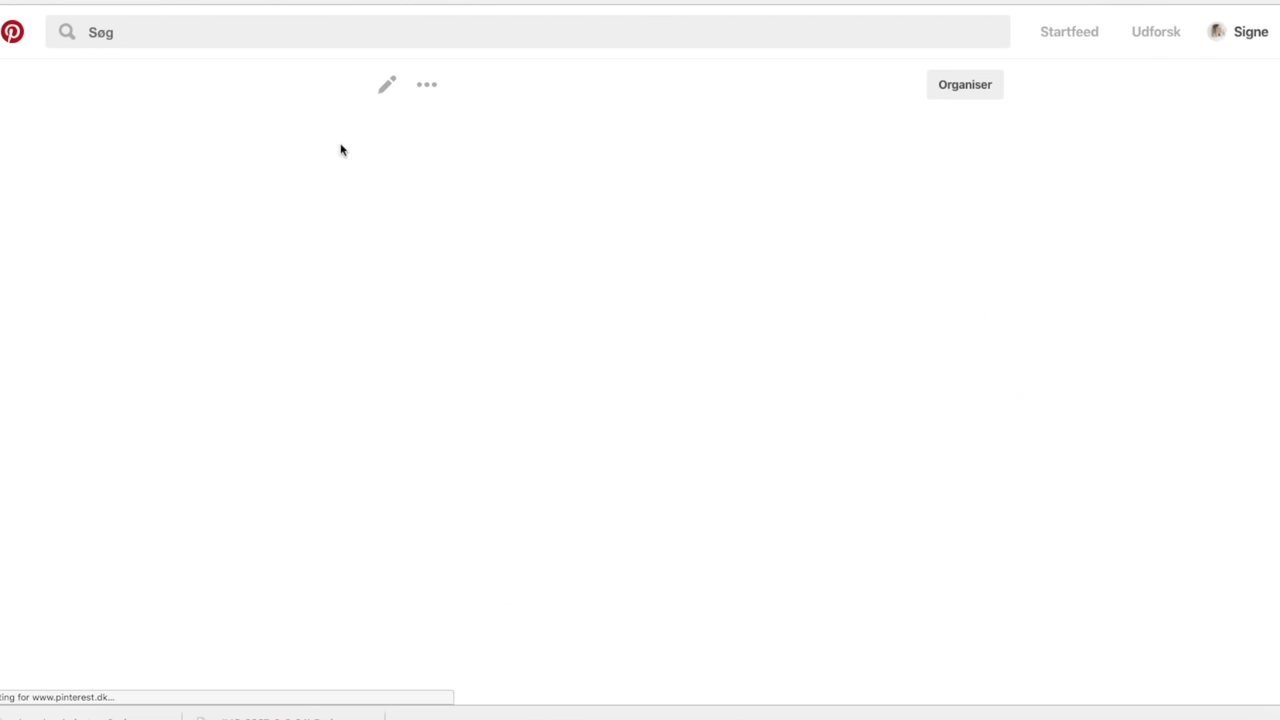 Søg
Startfeed
Udforsk
Signe
Organiser
ting for www.pinterest.dk...